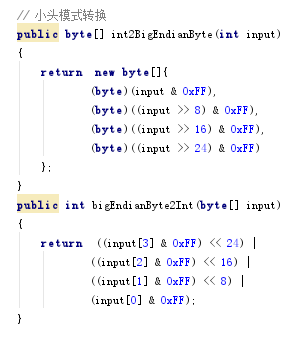 // 小头模式转换
public byte[] int2BigEndianByte(int input)
{
return new byte[]{
(byte)(input & 0xFF),
(byte)((input >> 8) & 0xFF),
(byte)((input >> 16) & 0xFF),
(byte)((input >> 24) & 0xFF)
};
}
public int bigEndianByte2Int(byte[] input)
{
return ((input[3] & 0xFF) << 24) |
((input[2] & 0xFF) << 16) |
((input[1] & 0xFF) << 8) |
(input[0] & 0xFF);
}